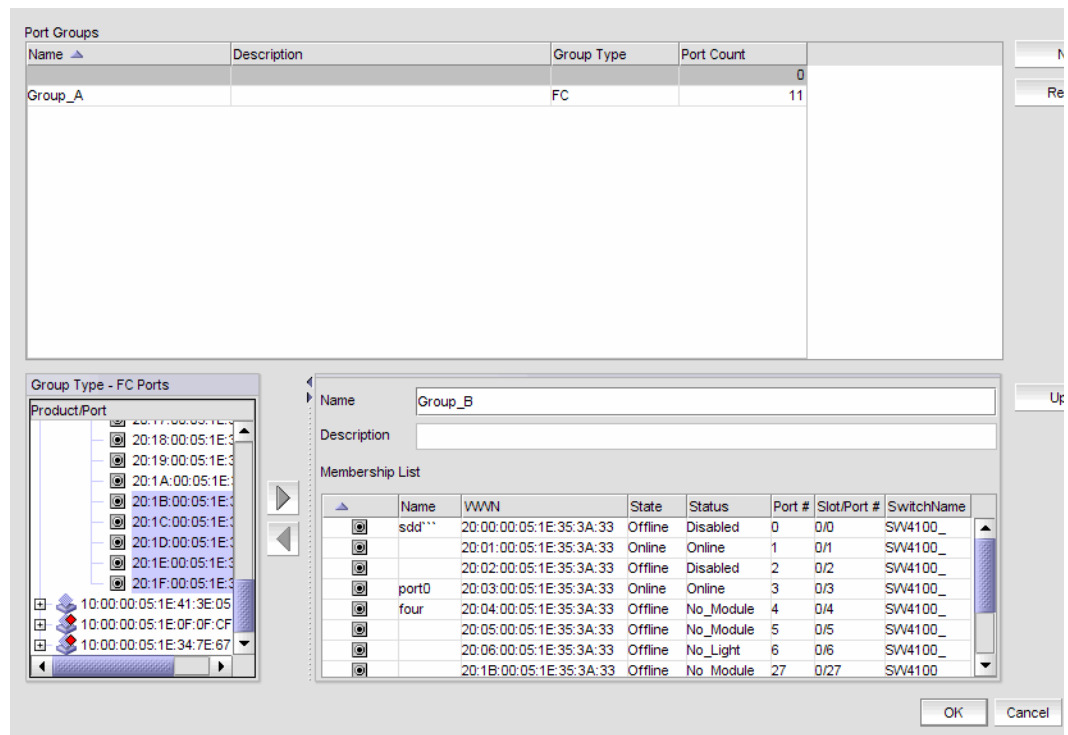 Port Groups
Name Description Group Type Port Count
0
Group_A FC 11
N
Re
Group Type - FC Ports
Product/Port
20:18:00:05:1E:3
20:19:00:05:1E:3
20:1A:00:05:1E:
20:1B:00:05:1E:3
20:1C:00:05:1E:
20:1D:00:05:1E:
20:1E:00:05:1E:3
20:1F:00:05:1E:3
10:00:00:05:1E:41:3E:05
10:00:00:05:1E:0F:0F:CF
10:00:00:05:1E:34:7E:67
Name Group_B
Up
Description
Membership List
Name WWN State Status Port # Slot/Port # SwitchName
sdd``` 20:00:00:05:1E:35:3A:33 Offline Disabled 0 0/0 SW4100_
20:01:00:05:1E:35:3A:33 Online Online 1 0/1 SW4100_
20:02:00:05:1E:35:3A:33 Offline Disabled 2 0/2 SW4100_
port0 20:03:00:05:1E:35:3A:33 Online Online 3 0/3 SW4100_
four 20:04:00:05:1E:35:3A:33 Offline No_Module 4 0/4 SW4100_
20:05:00:05:1E:35:3A:33 Offline No_Module 5 0/5 SW4100_
20:06:00:05:1E:35:3A:33 Offline No_Light 6 0/6 SW4100_
20:1B:00:05:1E:35:3A:33 Offline No_Module 27 0/27 SW4100_
OK Cancel